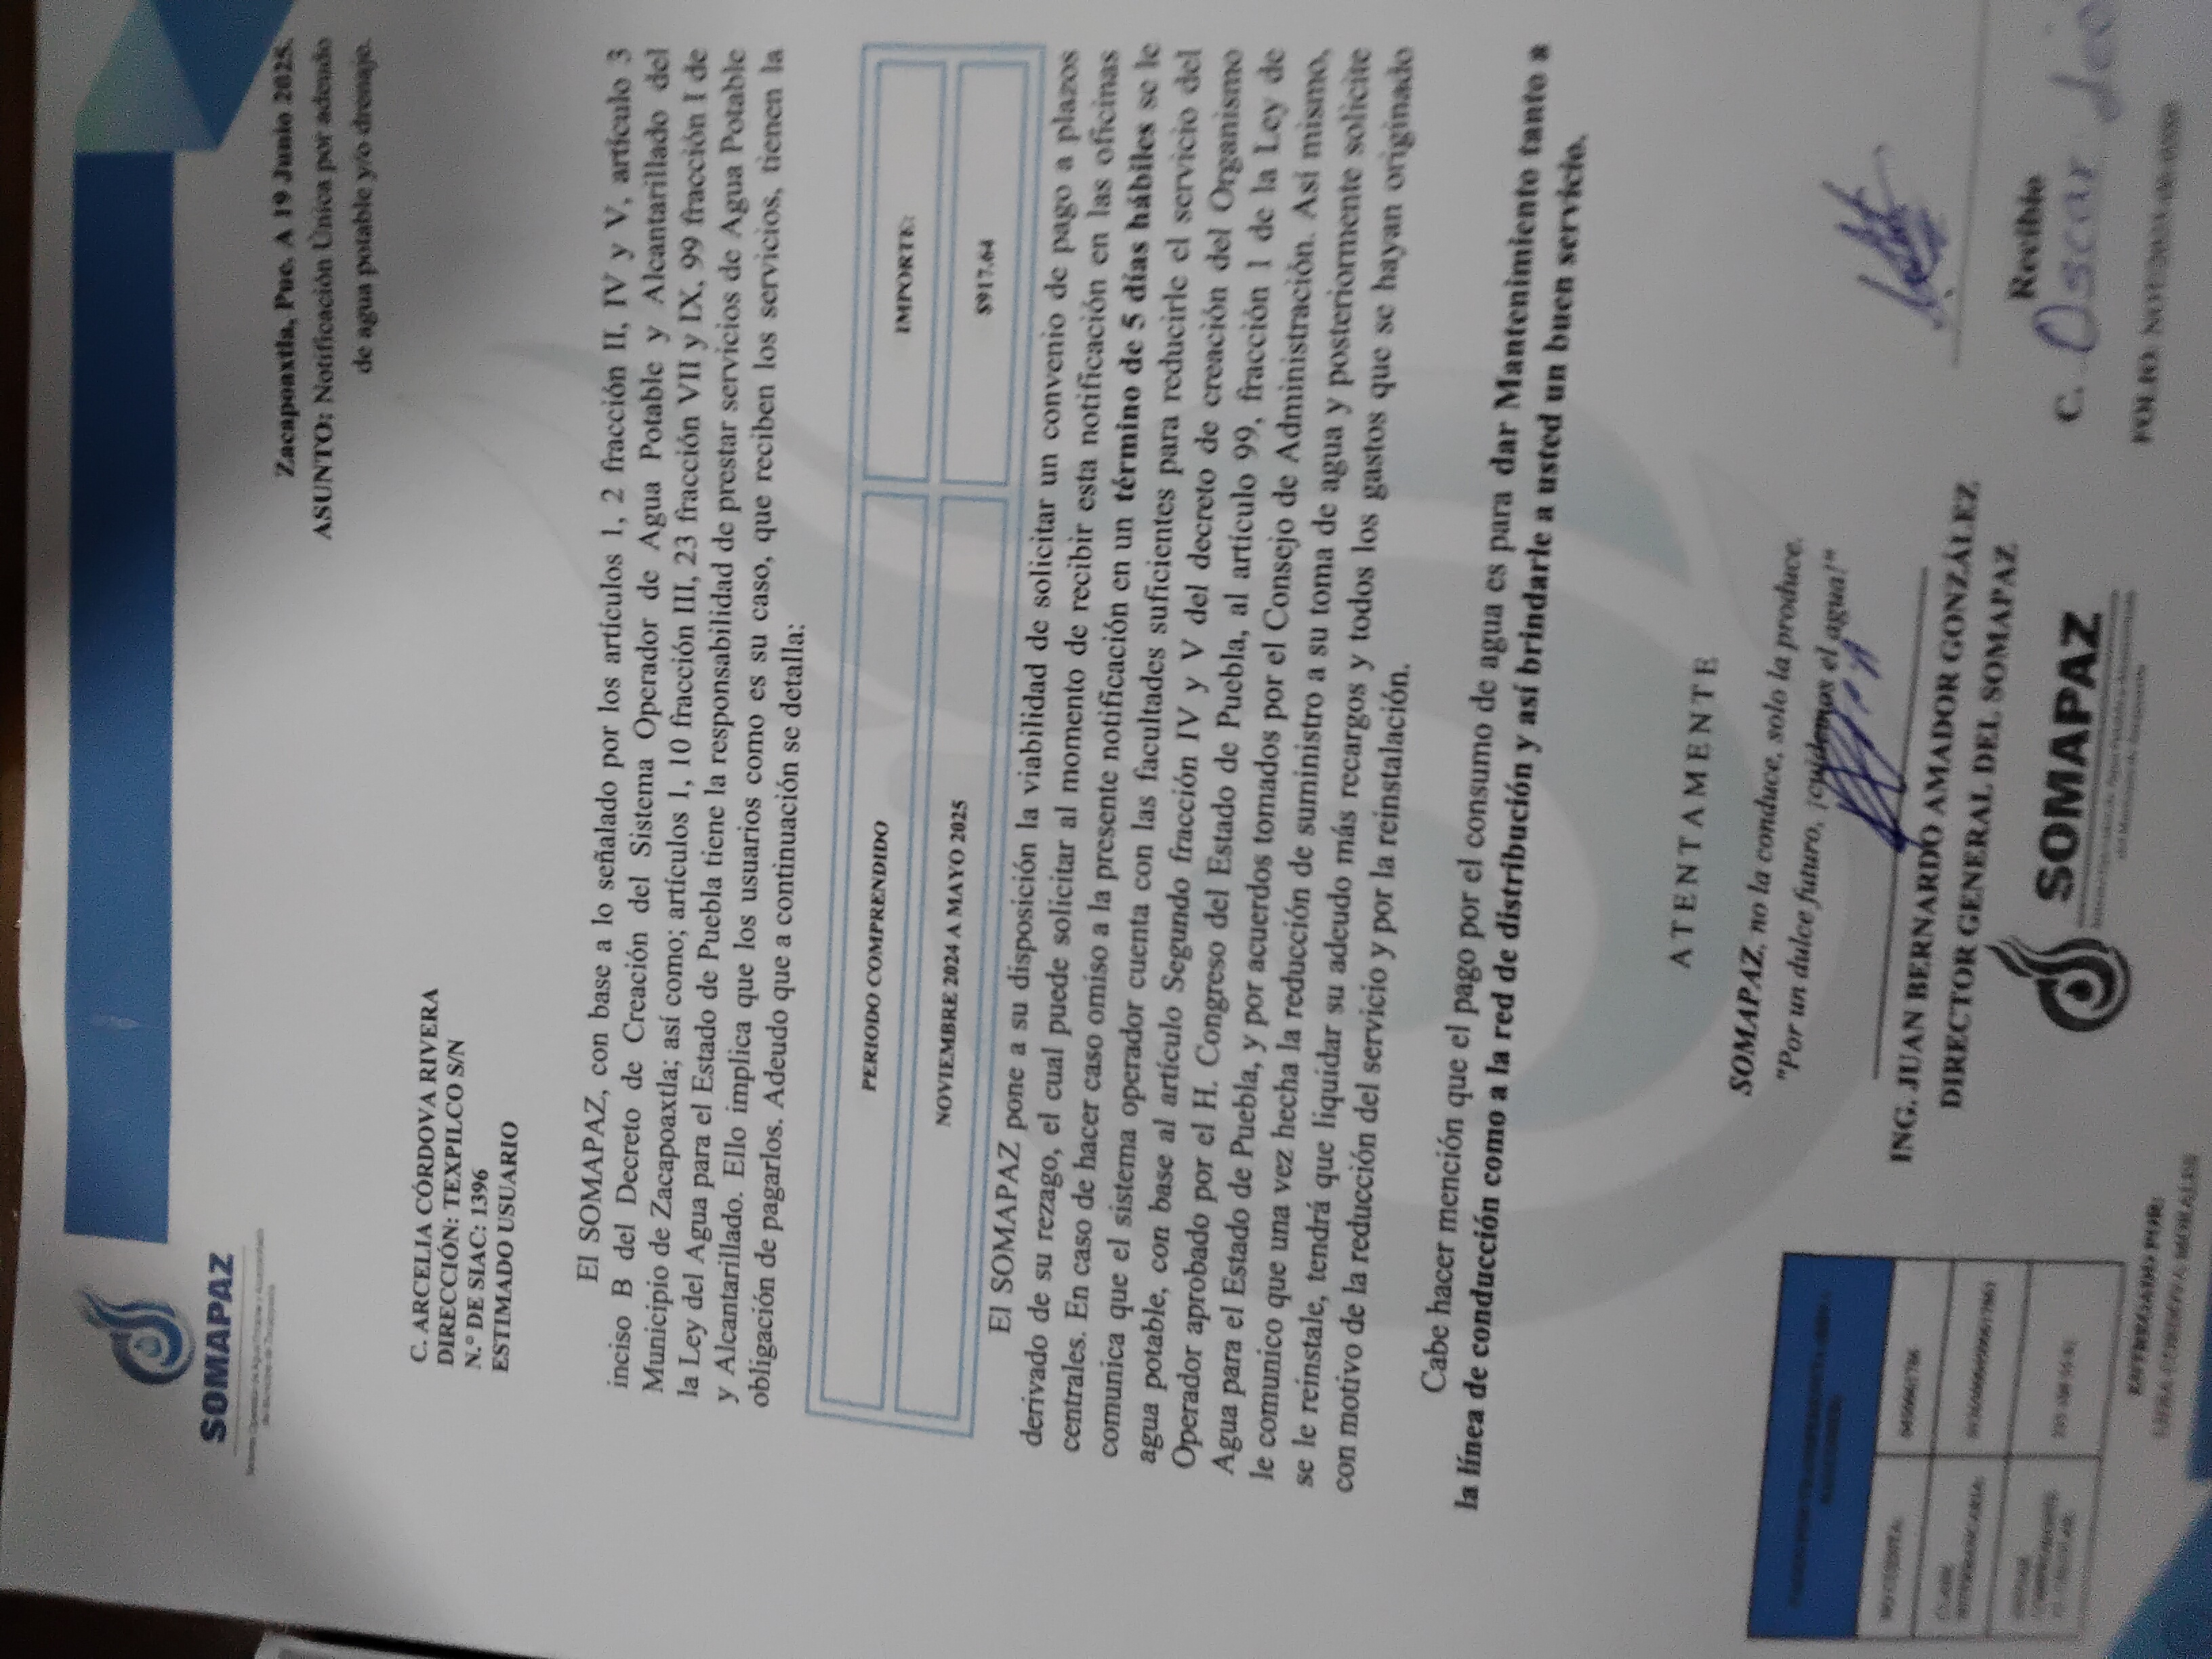 SOMAPAZ
Sistema Operador de Agua Potable y Alcantarillado
del Municipio de Zacapoaxtla
Zacapoaxtla, Pue. A 19 Junio 2025.
ASUNTO: Notificación Única por adeudo
de agua potable y/o drenaje.
C. ARCELIA CÓRDOVA RIVERA
DIRECCIÓN: TEXPILCO S/N
N.° DE SIAC: 1396
ESTIMADO USUARIO
El SOMAPAZ, con base a lo señalado por los artículos 1, 2 fracción II, IV y V, artículo 3
inciso B del Decreto de Creación del Sistema Operador de Agua Potable y Alcantarillado del
Municipio de Zacapoaxtla; así como; artículos 1, 10 fracción III, 23 fracción VII y IX, 99 fracción I de
la Ley del Agua para el Estado de Puebla tiene la responsabilidad de prestar servicios de Agua Potable
y Alcantarillado. Ello implica que los usuarios como es su caso, que reciben los servicios, tienen la
obligación de pagarlos. Adeudo que a continuación se detalla:
PERIODO COMPRENDIDO
IMPORTE:
NOVIEMBRE 2024 A MAYO 2025
$917.64
El SOMAPAZ pone a su disposición la viabilidad de solicitar un convenio de pago a plazos
derivado de su rezago, el cual puede solicitar al momento de recibir esta notificación en las oficinas
centrales. En caso de hacer caso omiso a la presente notificación en un término de 5 días hábiles se le
comunica que el sistema operador cuenta con las facultades suficientes para reducirle el servicio del
agua potable, con base al artículo Segundo fracción IV y V del decreto de creación del Organismo
Operador aprobado por el H. Congreso del Estado de Puebla, al artículo 99, fracción 1 de la Ley de
Agua para el Estado de Puebla, y por acuerdos tomados por el Consejo de Administración. Así mismo,
le comunico que una vez hecha la reducción de suministro a su toma de agua y posteriormente solicite
se le reinstale, tendrá que liquidar su adeudo más recargos y todos los gastos que se hayan originado
con motivo de la reducción del servicio y por la reinstalación.
Cabe hacer mención que el pago por el consumo de agua es para dar Mantenimiento tanto a
la línea de conducción como a la red de distribución y así brindarle a usted un buen servicio.
ATENTAMENTE
SOMAPAZ, no la conduce, solo la produce.
"Por un dulce futuro, ¡cuidemos el agua!"
ING. JUAN BERNARDO AMADOR GONZÁLEZ
DIRECTOR GENERAL DEL SOMAPAZ
SOMAPAZ
Sistema Operador de Agua Potable y Alcantarillado
del Municipio de Zacapoaxtla
NO CUENTA:
CLABE
INTERBANCARIA:
ENTREGADO POR:
CORDOVA MORALES
Recibió
C. Oscar
FOLIO: